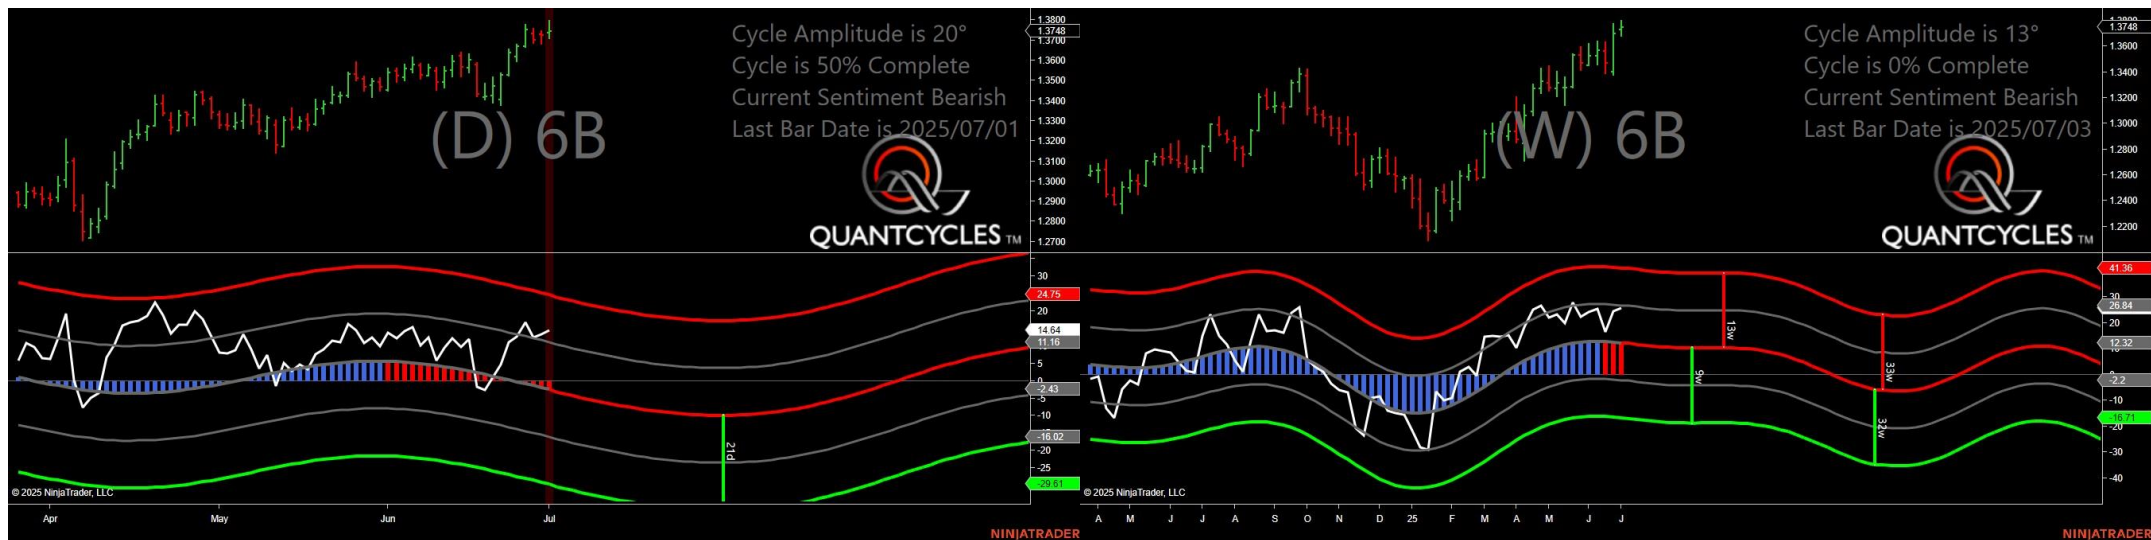 Cycle Amplitude is 20°
Cycle is 50% Complete
Current Sentiment Bearish
Last Bar Date is 2025/07/01
(D) 6B
QUANTCYCLES TM
1.3800
1.3748
1.3700
1.3600
1.3500
1.3400
1.3300
1.3200
1.3100
1.3000
1.2900
1.2800
1.2700
30
24.75
20
14.64
11.16
5
0
-2.43
-5
-10
-16.02
-20
-25
-29.61
21d
© 2025 NinjaTrader, LLC
Apr May Jun Jul
NINJATRADER
Cycle Amplitude is 13°
Cycle is 0% Complete
Current Sentiment Bearish
Last Bar Date is 2025/07/03
(W) 6B
QUANTCYCLES TM
1.3748
1.3600
1.3400
1.3200
1.3000
1.2800
1.2600
1.2400
1.2200
41.36
30
26.84
20
12.32
-2.2
-10
-16.71
-20
-30
-40
13w
9w
33w
32w
© 2025 NinjaTrader, LLC
A M J J A S O N D 25 F M A M J J
NINJATRADER